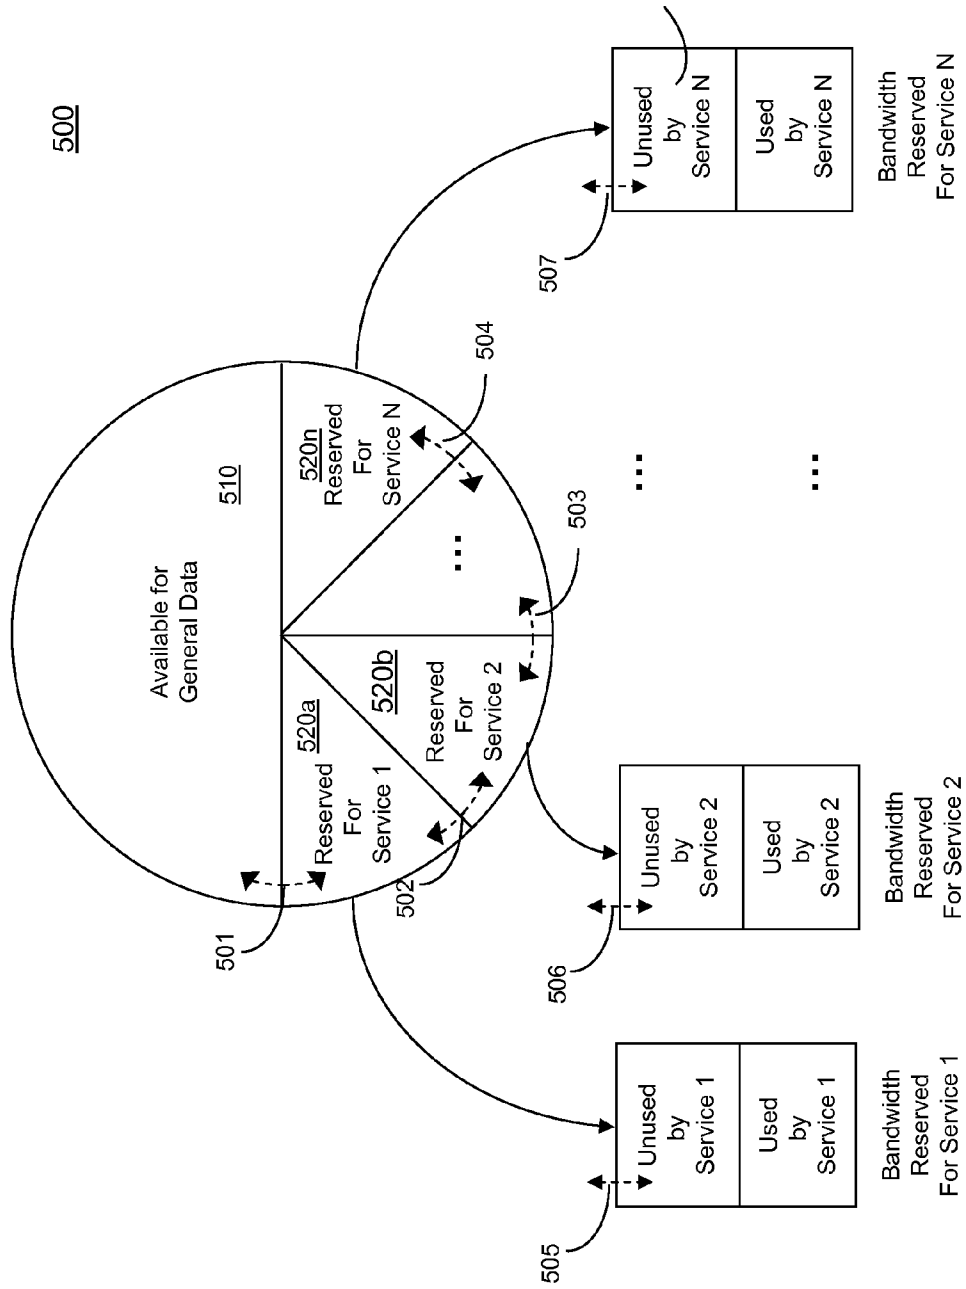 500
Available for
General Data
510
520a
Reserved
For
Service 1
520b
Reserved
For
Service 2
...
520n
Reserved
For
Service N
501
502
503
504
505
Unused
by
Service 1
Used
by
Service 1
Bandwidth
Reserved
For Service 1
506
Unused
by
Service 2
Used
by
Service 2
Bandwidth
Reserved
For Service 2
...
...
507
Unused
by
Service N
Used
by
Service N
Bandwidth
Reserved
For Service N